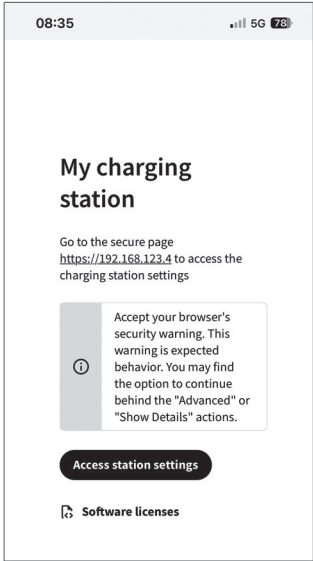 08:35 5G 78
My charging
station
Go to the secure page
https://192.168.123.4 to access the
charging station settings
Accept your browser's
security warning. This
warning is expected
behavior. You may find
the option to continue
behind the "Advanced" or
"Show Details" actions.
Access station settings
Software licenses